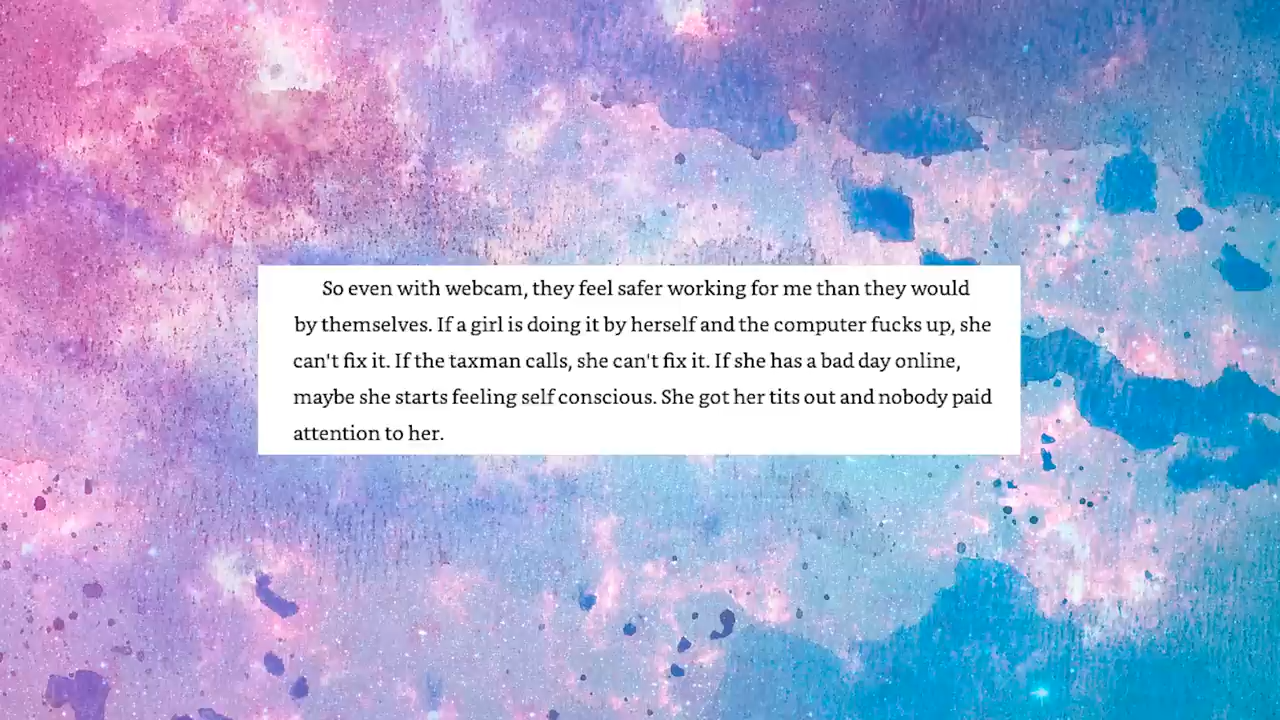 So even with webcam, they feel safer working for me than they would
by themselves. If a girl is doing it by herself and the computer fucks up, she
can't fix it. If the taxman calls, she can't fix it. If she has a bad day online,
maybe she starts feeling self conscious. She got her tits out and nobody paid
attention to her.